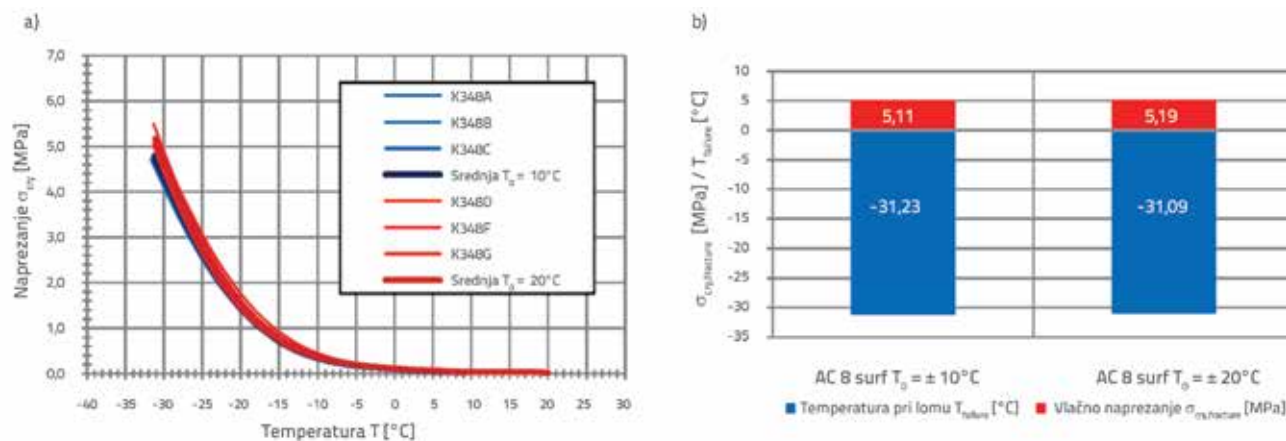 a)
Naprezanje σcry [MPa]
7,0
6,0
5,0
4,0
3,0
2,0
1,0
0,0
-40 -35 -30 -25 -20 -15 -10 -5 0 5 10 15 20 25 30
Temperatura T [°C]
K348A
K348B
K348C
Srednja T0 = 10°C
K348D
K348F
K348G
Srednja T0 = 20°C
b)
σcry,fracture [MPa] / Tfailure [°C]
10
5
0
-5
-10
-15
-20
-25
-30
-35
5,11
5,19
-31,23
-31,09
AC 8 surf T0 = ± 10°C
AC 8 surf T0 = ± 20°C
Temperatura pri lomu Tfailure [°C]
Vlačno naprezanje σcry,fracture [MPa]